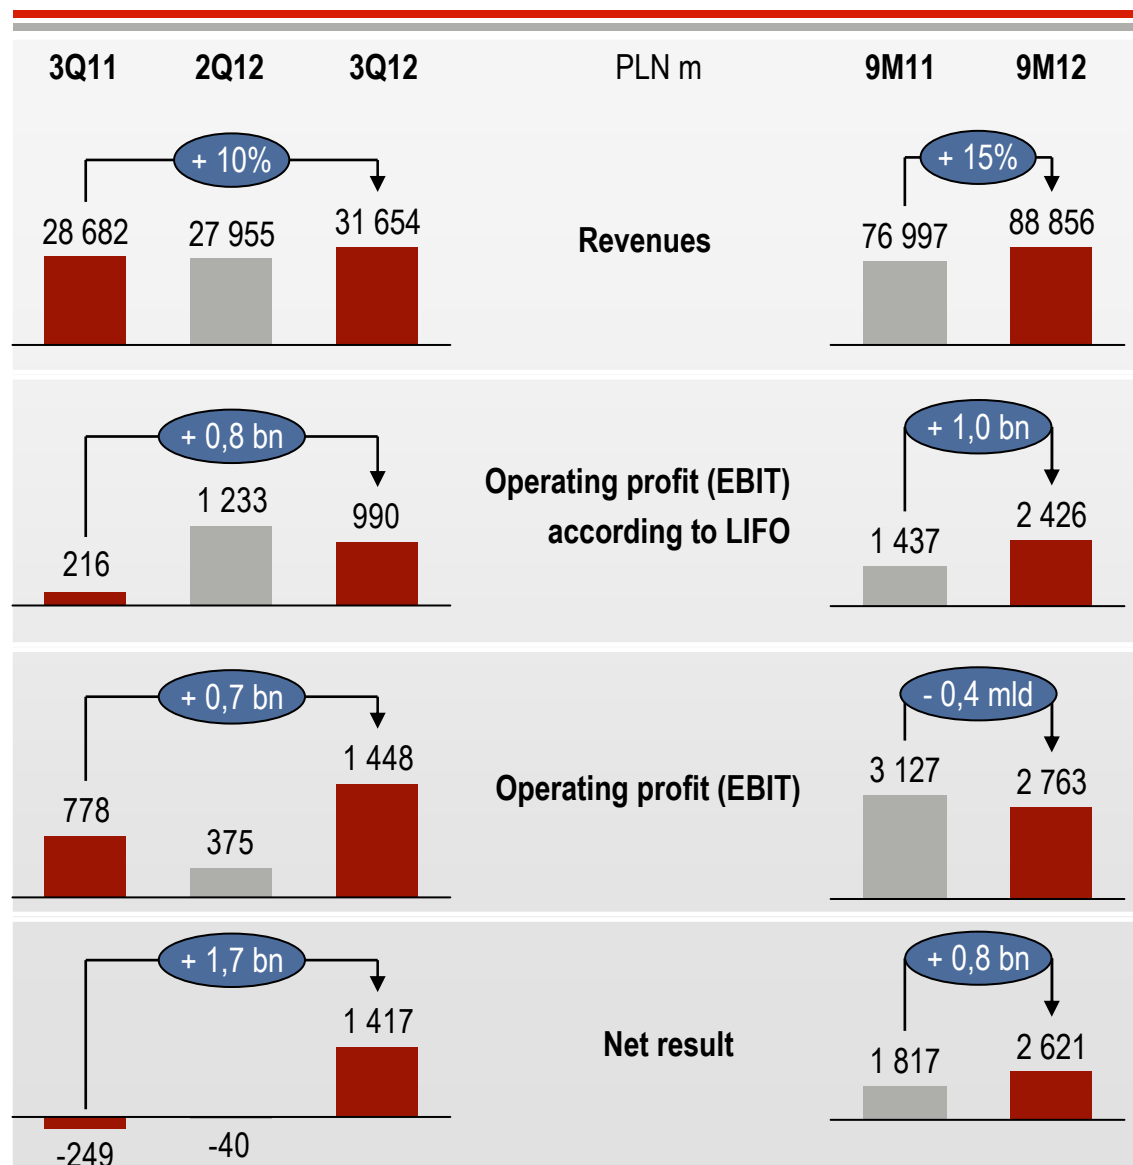 3Q11 2Q12 3Q12 PLN m 9M11 9M12
+ 10% + 15%
28 682 27 955 31 654 Revenues 76 997 88 856
+ 0,8 bn + 1,0 bn
216 1 233 990 Operating profit (EBIT)
according to LIFO 1 437 2 426
+ 0,7 bn - 0,4 mld
778 375 1 448 Operating profit (EBIT) 3 127 2 763
+ 1,7 bn + 0,8 bn
-249 -40 1 417 Net result 1 817 2 621